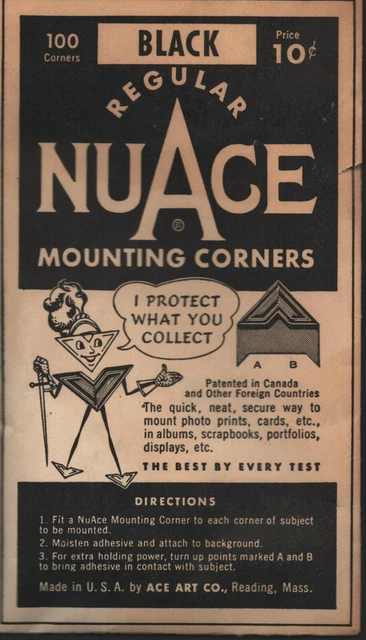 100
Corners
BLACK
Price
10¢
REGULAR
NUACE
®
MOUNTING CORNERS
I PROTECT
WHAT YOU
COLLECT
A B
Patented in Canada
and Other Foreign Countries
The quick, neat, secure way to
mount photo prints, cards, etc.,
in albums, scrapbooks, portfolios,
displays, etc.
THE BEST BY EVERY TEST
DIRECTIONS
1. Fit a NuAce Mounting Corner to each corner of subject
to be mounted.
2. Moisten adhesive and attach to background.
3. For extra holding power, turn up points marked A and B
to bring adhesive in contact with subject.
Made in U. S. A. by ACE ART CO., Reading, Mass.